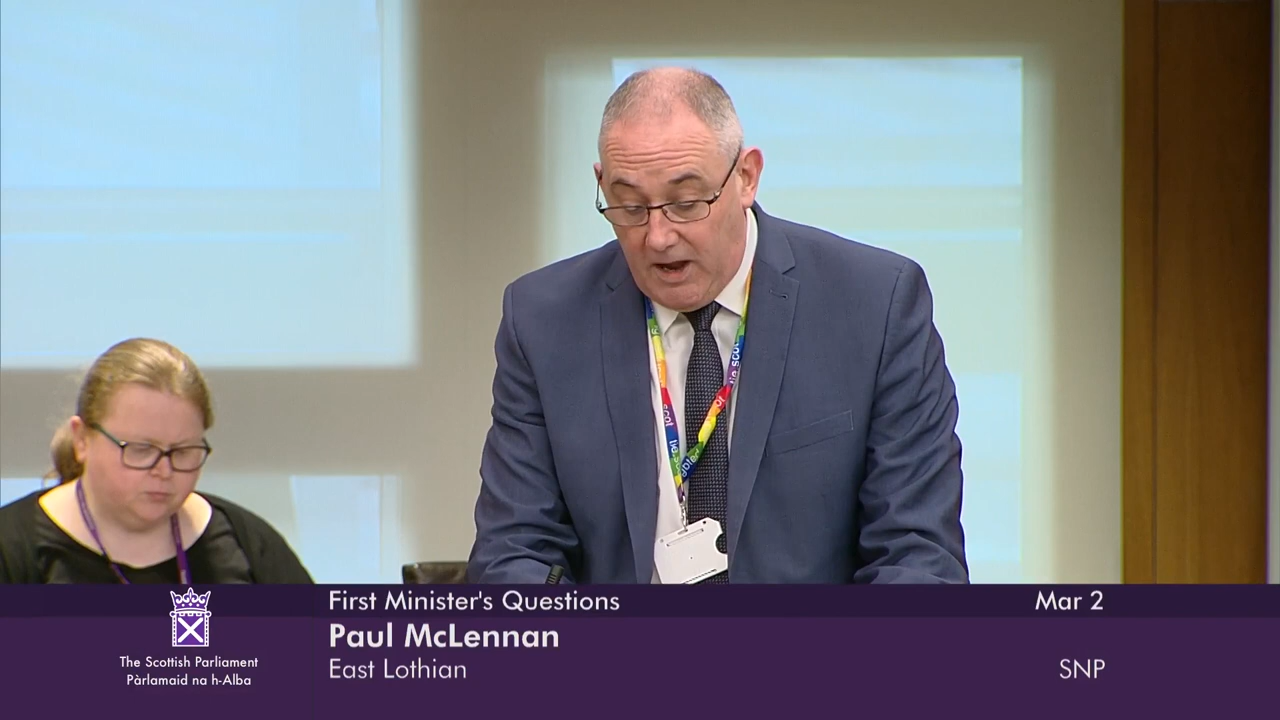 First Minister's Questions
Mar 2
Paul McLennan
East Lothian
SNP
The Scottish Parliament
Pàrlamaid na h-Alba